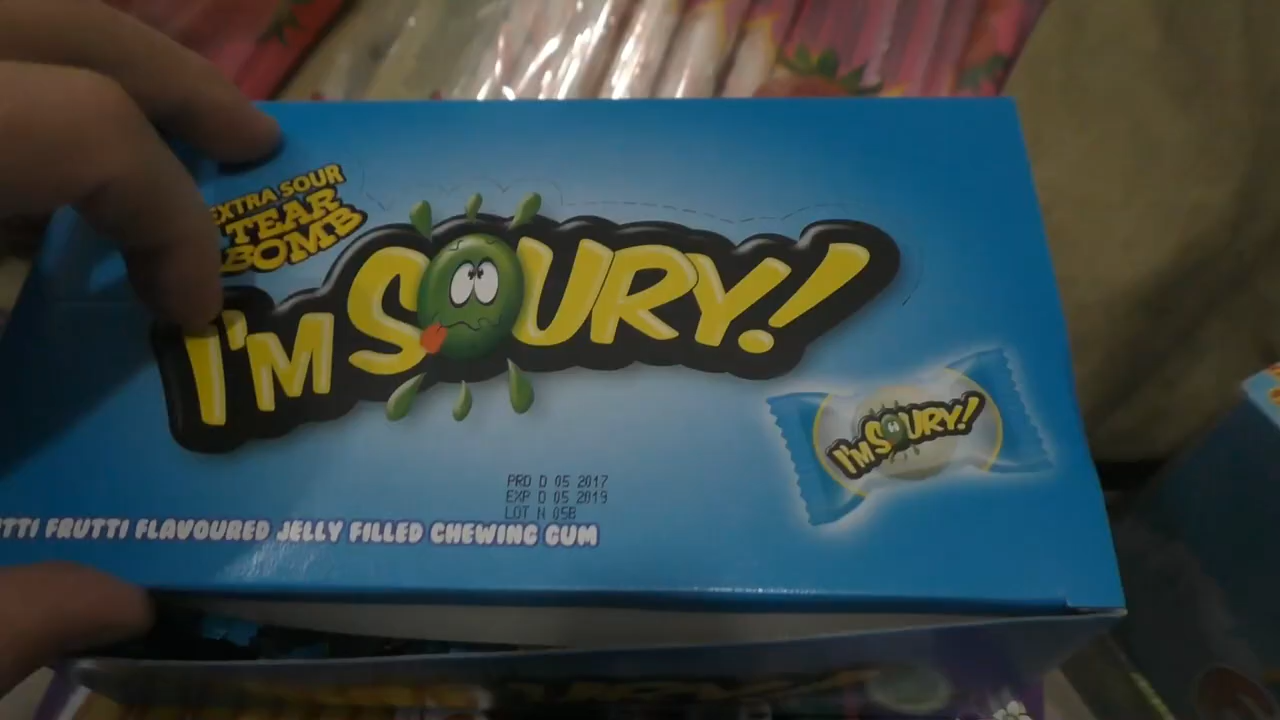 EXTRA SOUR
TEAR
BOMB
I'M SOURY!
I'M SOURY!
PRD D 05 2017
EXP D 05 2019
LOT N 05B
FRUTTI FLAVOURED JELLY FILLED CHEWING GUM